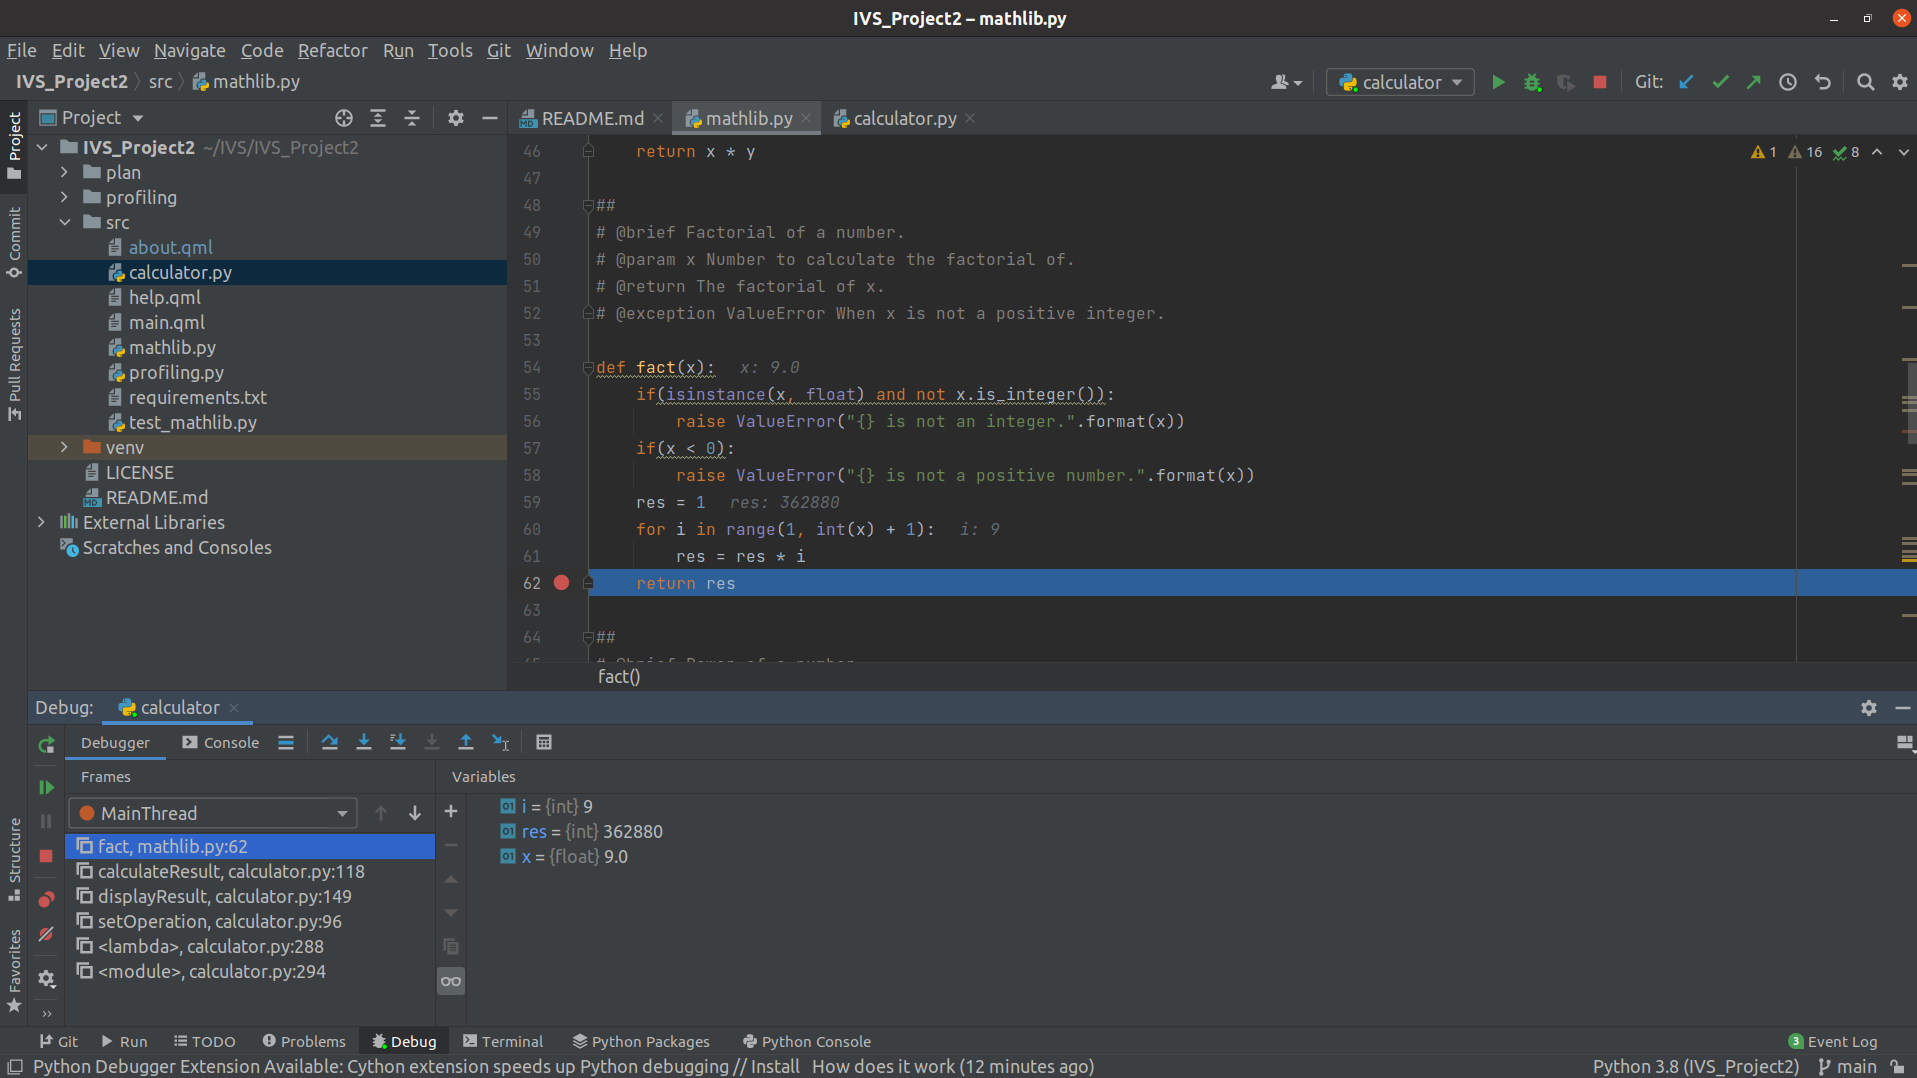 IVS_Project2 – mathlib.py
File Edit View Navigate Code Refactor Run Tools Git Window Help
IVS_Project2 src mathlib.py
calculator Git:
Project
README.md mathlib.py calculator.py
IVS_Project2 ~/IVS/IVS_Project2
plan
profiling
src
about.qml
calculator.py
help.qml
main.qml
mathlib.py
profiling.py
requirements.txt
test_mathlib.py
venv
LICENSE
README.md
External Libraries
Scratches and Consoles
Project
Commit
Pull Requests
Structure
Favorites
1 16 8
46 return x * y
47
48 ##
49 # @brief Factorial of a number.
50 # @param x Number to calculate the factorial of.
51 # @return The factorial of x.
52 # @exception ValueError When x is not a positive integer.
53
54 def fact(x): x: 9.0
55 if(isinstance(x, float) and not x.is_integer()):
56 raise ValueError("{} is not an integer.".format(x))
57 if(x < 0):
58 raise ValueError("{} is not a positive number.".format(x))
59 res = 1 res: 362880
60 for i in range(1, int(x) + 1): i: 9
61 res = res * i
62 return res
63
64 ##
fact()
Debug: calculator
Debugger Console
Frames
MainThread
fact, mathlib.py:62
calculateResult, calculator.py:118
displayResult, calculator.py:149
setOperation, calculator.py:96
<lambda>, calculator.py:288
<module>, calculator.py:294
Variables
i = {int} 9
res = {int} 362880
x = {float} 9.0
Git Run TODO Problems Debug Terminal Python Packages Python Console 3 Event Log
Python Debugger Extension Available: Cython extension speeds up Python debugging // Install How does it work (12 minutes ago) Python 3.8 (IVS_Project2) main